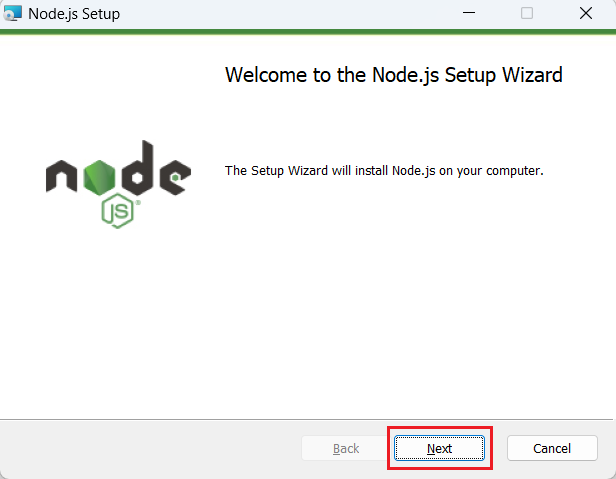 Node.js Setup
Welcome to the Node.js Setup Wizard
node
JS®
The Setup Wizard will install Node.js on your computer.
Back
Next
Cancel